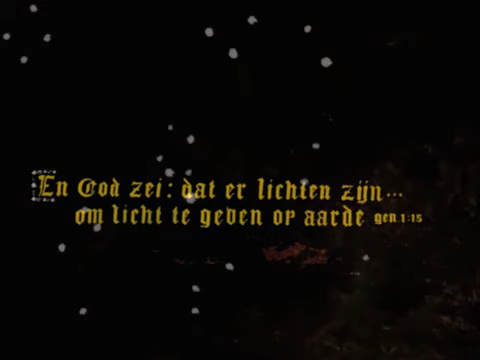 En God zei: dat er lichten zijn...
om licht te geven op aarde gen.1:15